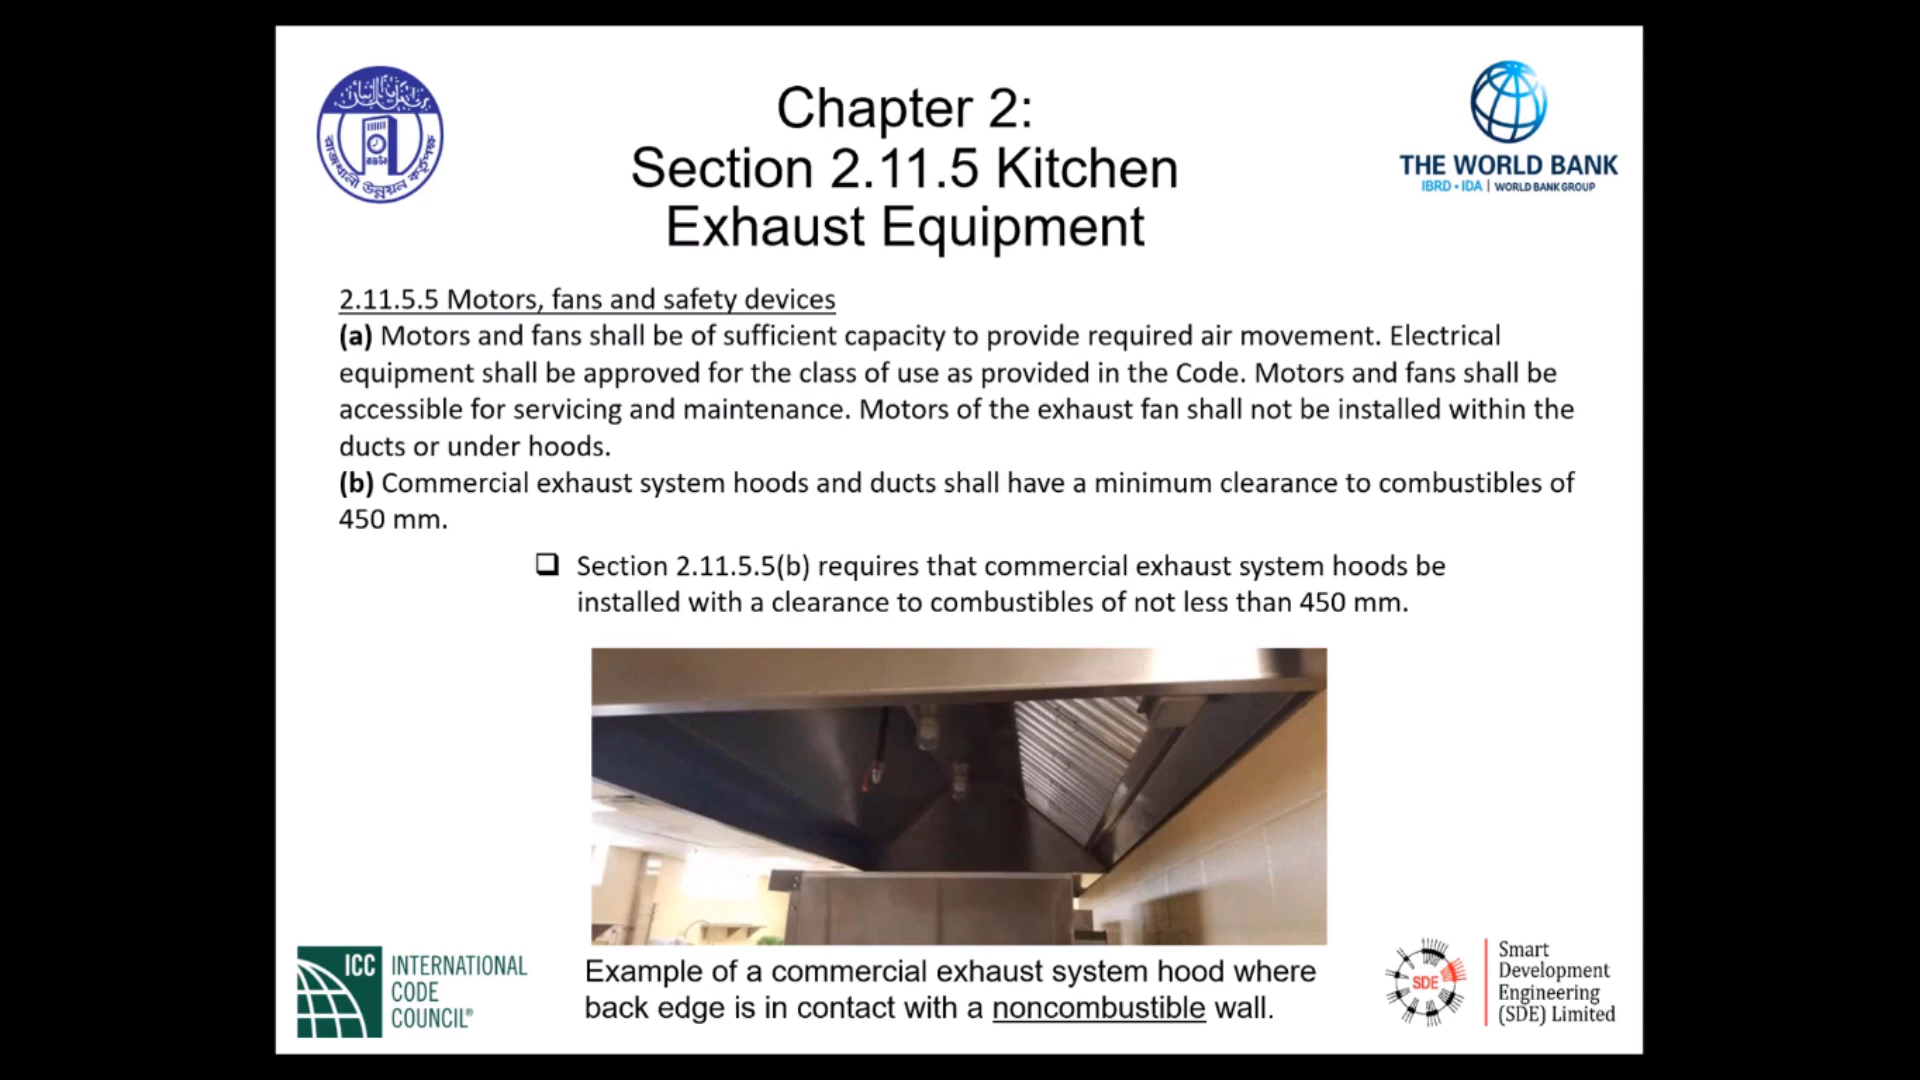 Chapter 2:
Section 2.11.5 Kitchen
Exhaust Equipment
রাজধানী উন্নয়ন কর্তৃপক্ষ
THE WORLD BANK
IBRD • IDA | WORLD BANK GROUP
2.11.5.5 Motors, fans and safety devices
(a) Motors and fans shall be of sufficient capacity to provide required air movement. Electrical
equipment shall be approved for the class of use as provided in the Code. Motors and fans shall be
accessible for servicing and maintenance. Motors of the exhaust fan shall not be installed within the
ducts or under hoods.
(b) Commercial exhaust system hoods and ducts shall have a minimum clearance to combustibles of
450 mm.
❑ Section 2.11.5.5(b) requires that commercial exhaust system hoods be
installed with a clearance to combustibles of not less than 450 mm.
Example of a commercial exhaust system hood where
back edge is in contact with a noncombustible wall.
ICC INTERNATIONAL
CODE
COUNCIL®
SDE
Smart
Development
Engineering
(SDE) Limited